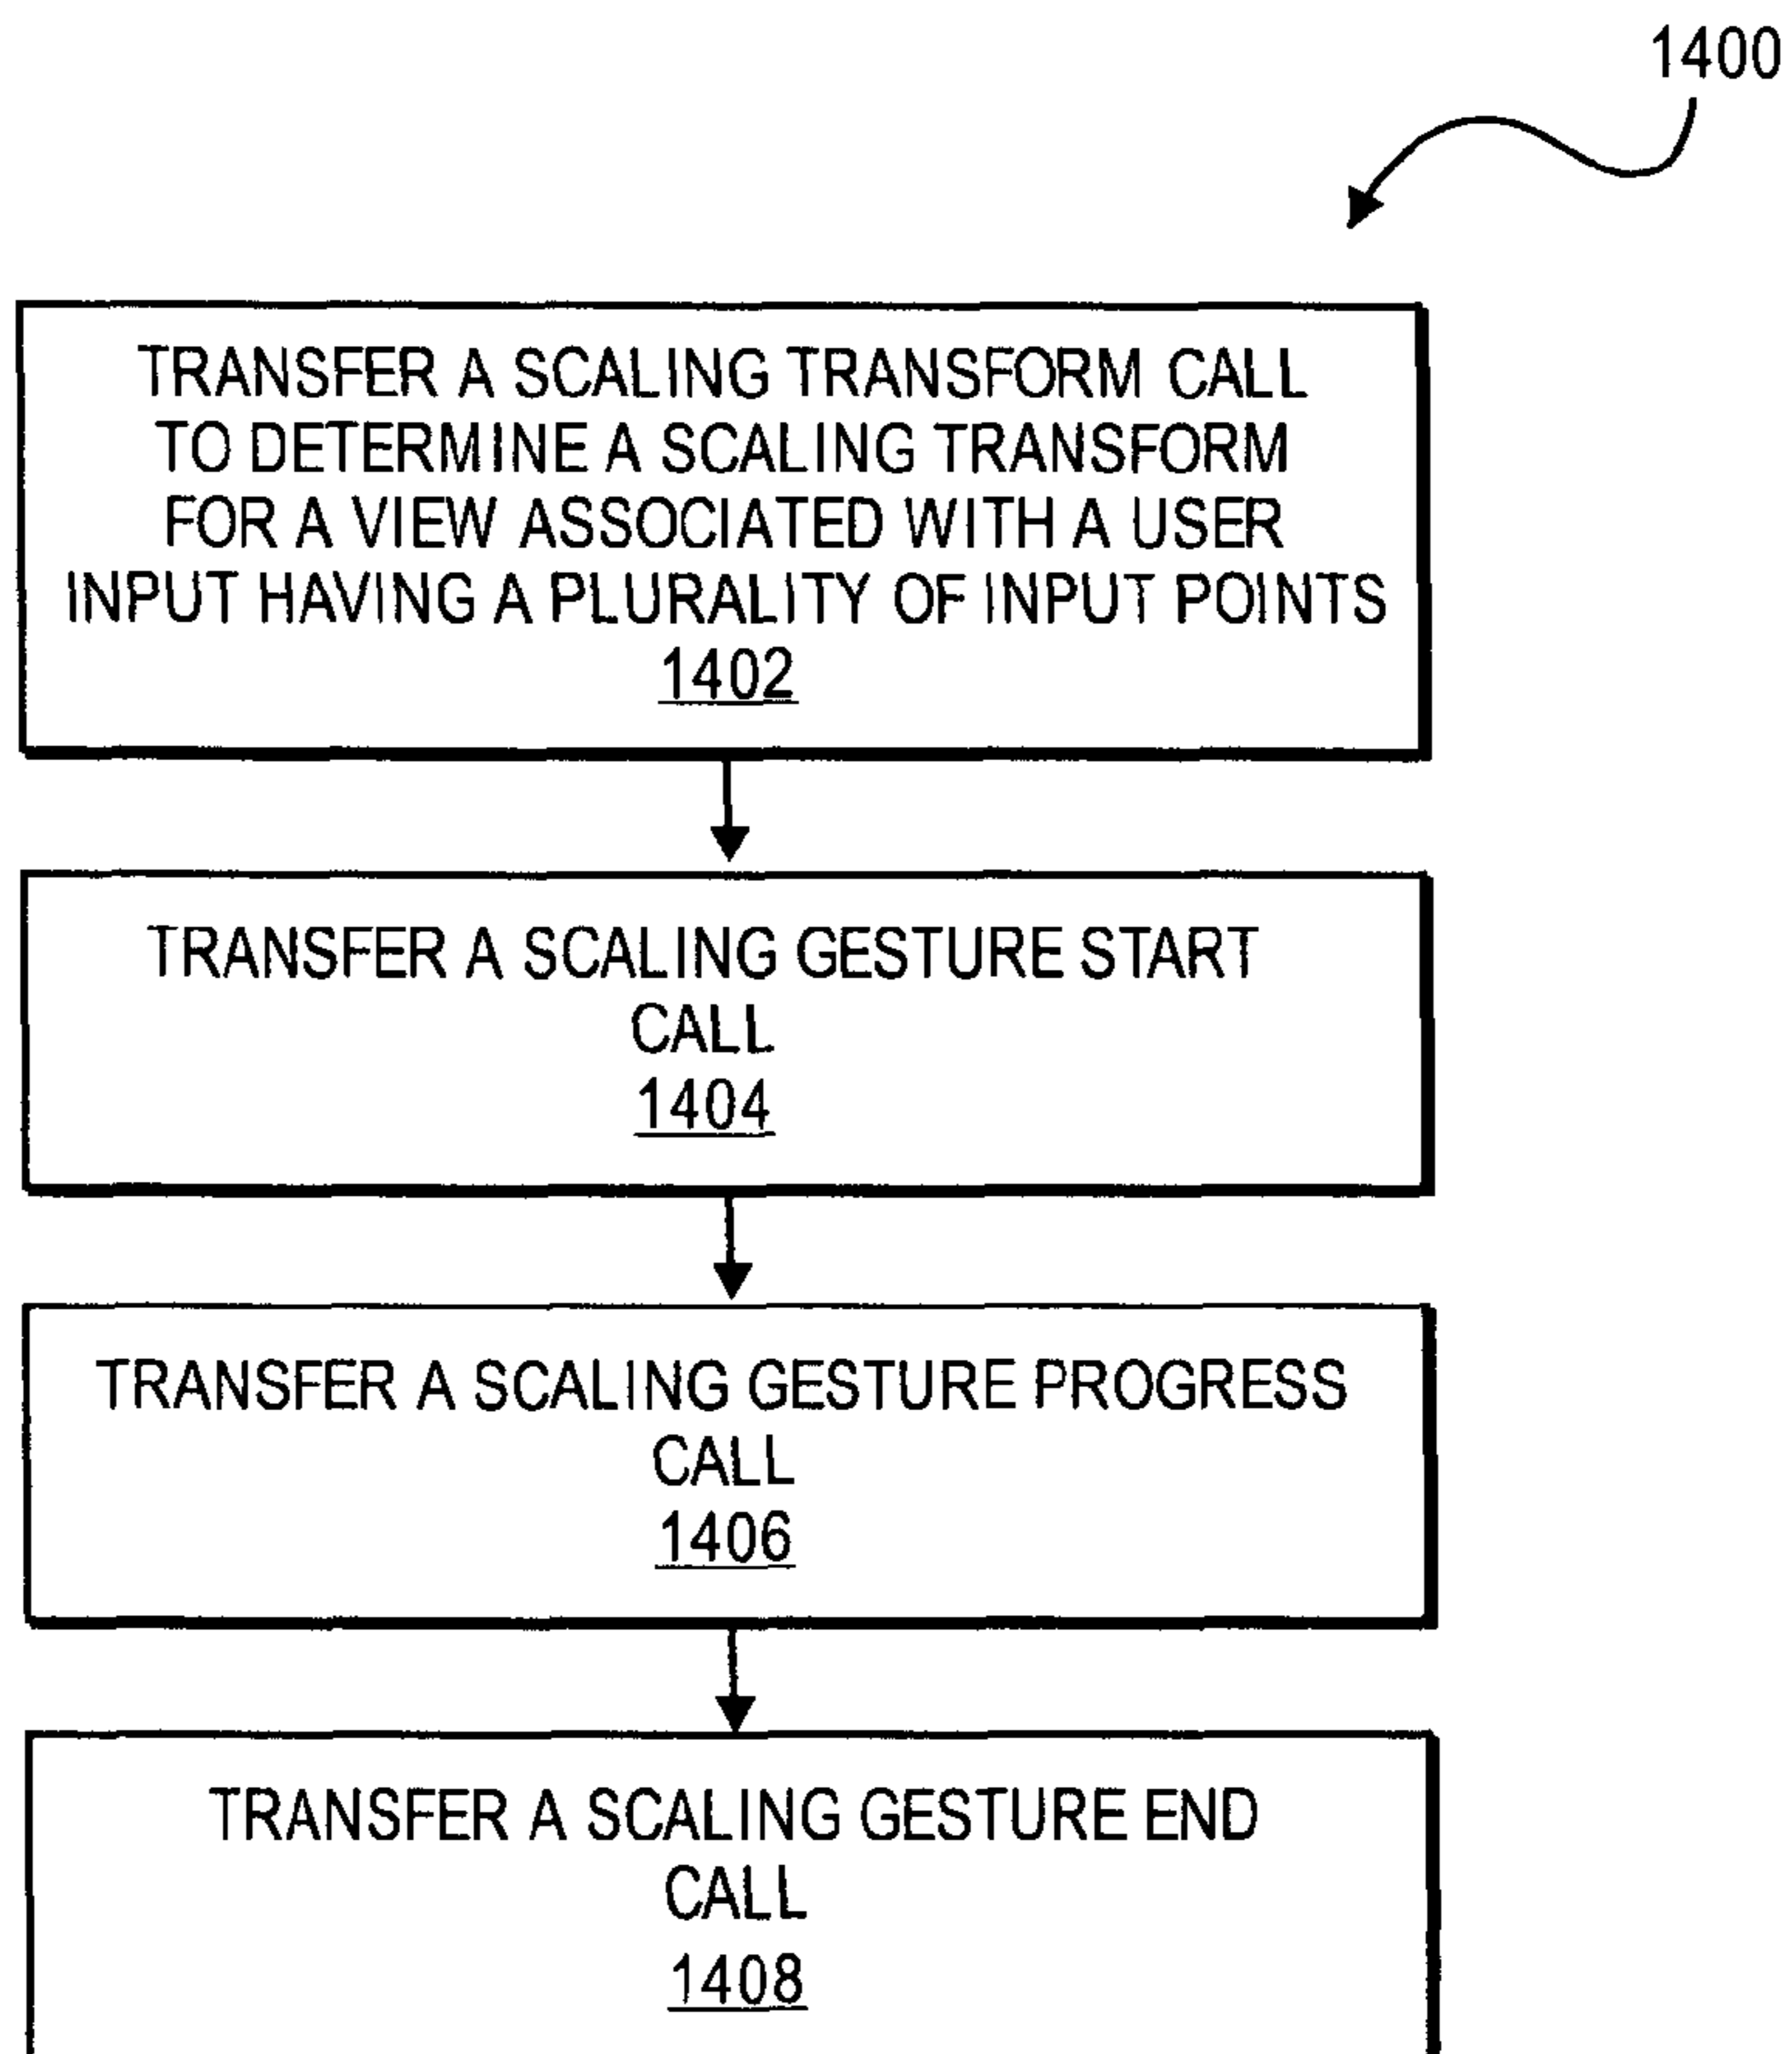 1400
TRANSFER A SCALING TRANSFORM CALL
TO DETERMINE A SCALING TRANSFORM
FOR A VIEW ASSOCIATED WITH A USER
INPUT HAVING A PLURALITY OF INPUT POINTS
1402
TRANSFER A SCALING GESTURE START
CALL
1404
TRANSFER A SCALING GESTURE PROGRESS
CALL
1406
TRANSFER A SCALING GESTURE END
CALL
1408